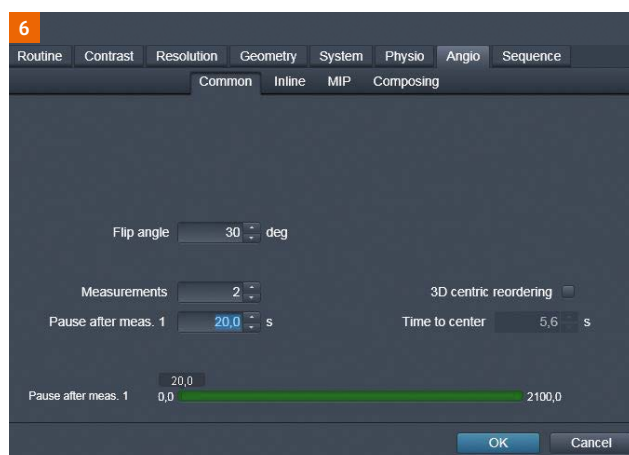 6
Routine Contrast Resolution Geometry System Physio Angio Sequence
Common Inline MIP Composing
Flip angle 30 deg
Measurements 2 3D centric reordering
Pause after meas. 1 20,0 s Time to center 5,6 s
20,0
Pause after meas. 1 0,0 2100,0
OK Cancel